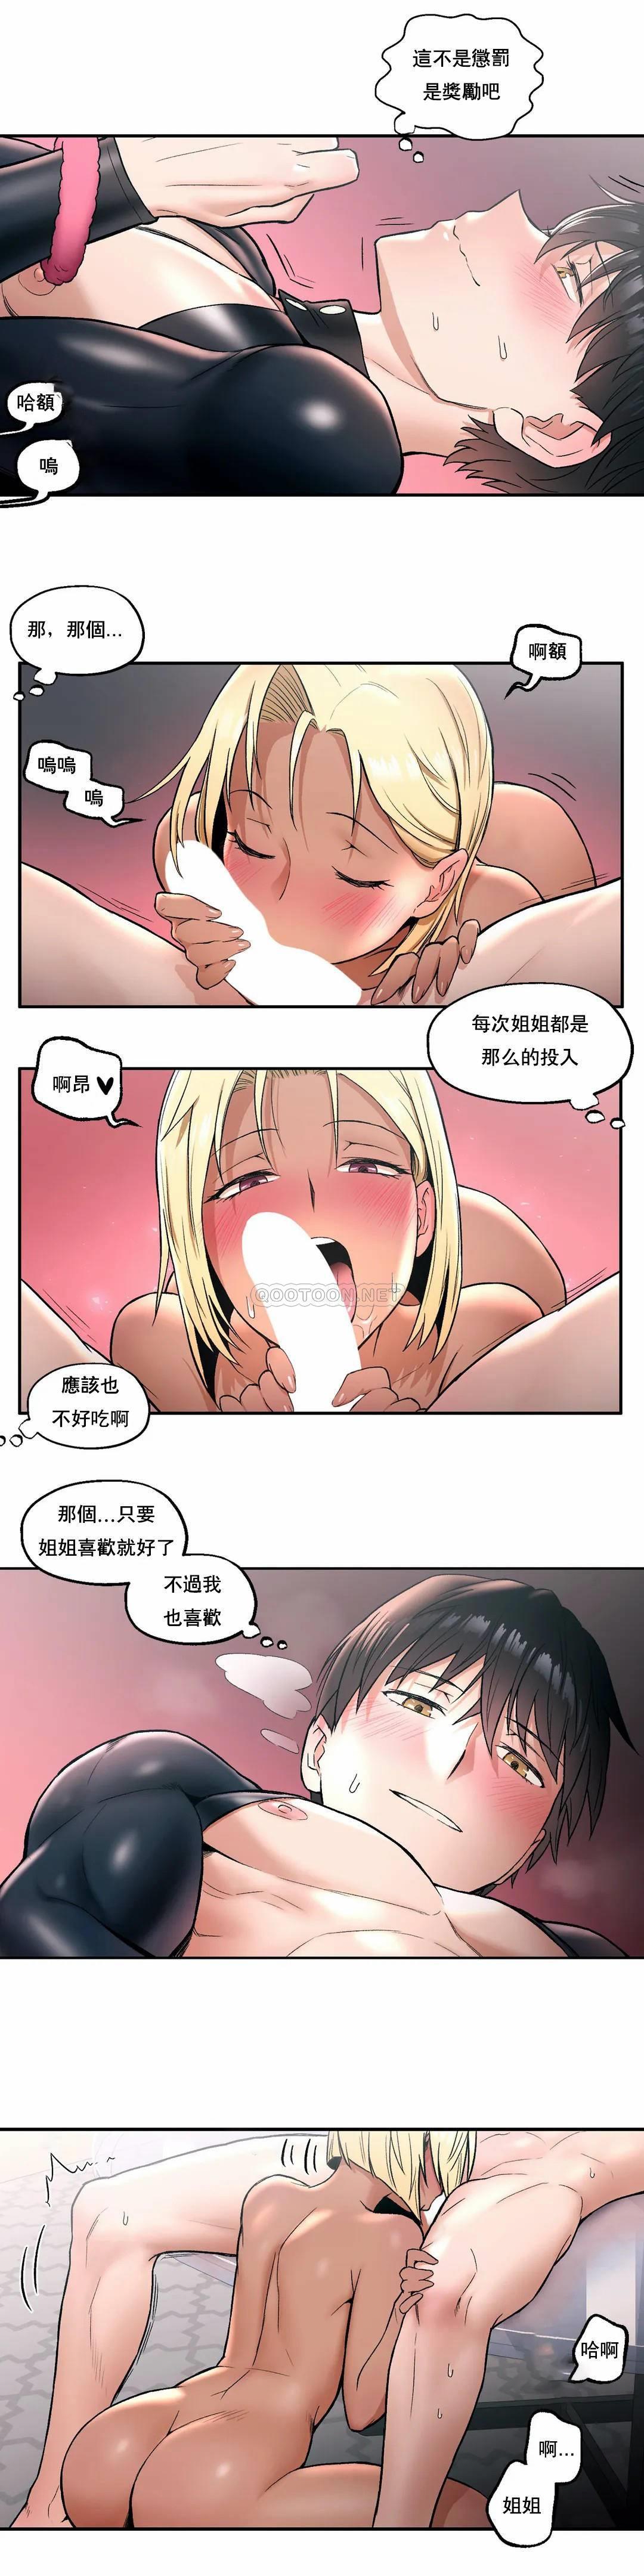 這不是懲罰
是獎勵吧
哈額
嗚
那，那個...
啊額
嗚嗚
嗚
每次姐姐都是
那么的投入
啊昂♥
QOOTOON.NET
應該也
不好吃啊
那個...只要
姐姐喜歡就好了
不過我
也喜歡
哈啊
啊...
姐姐